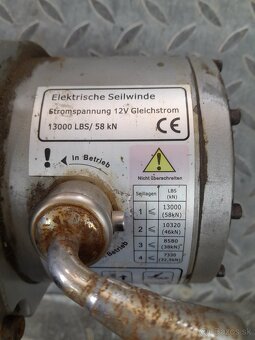 Elektrische Seilwinde
Stromspannung 12V Gleichstrom
13000 LBS/ 58 kN
CE
! In Betrieb
!
Nicht überschreiten
Seillagen LBS (kN)
1 ≤ 13000 (58kN)
2 ≤ 10320 (46kN)
3 ≤ 8580 (38kN)
4 ≤ 7330
Betrieb